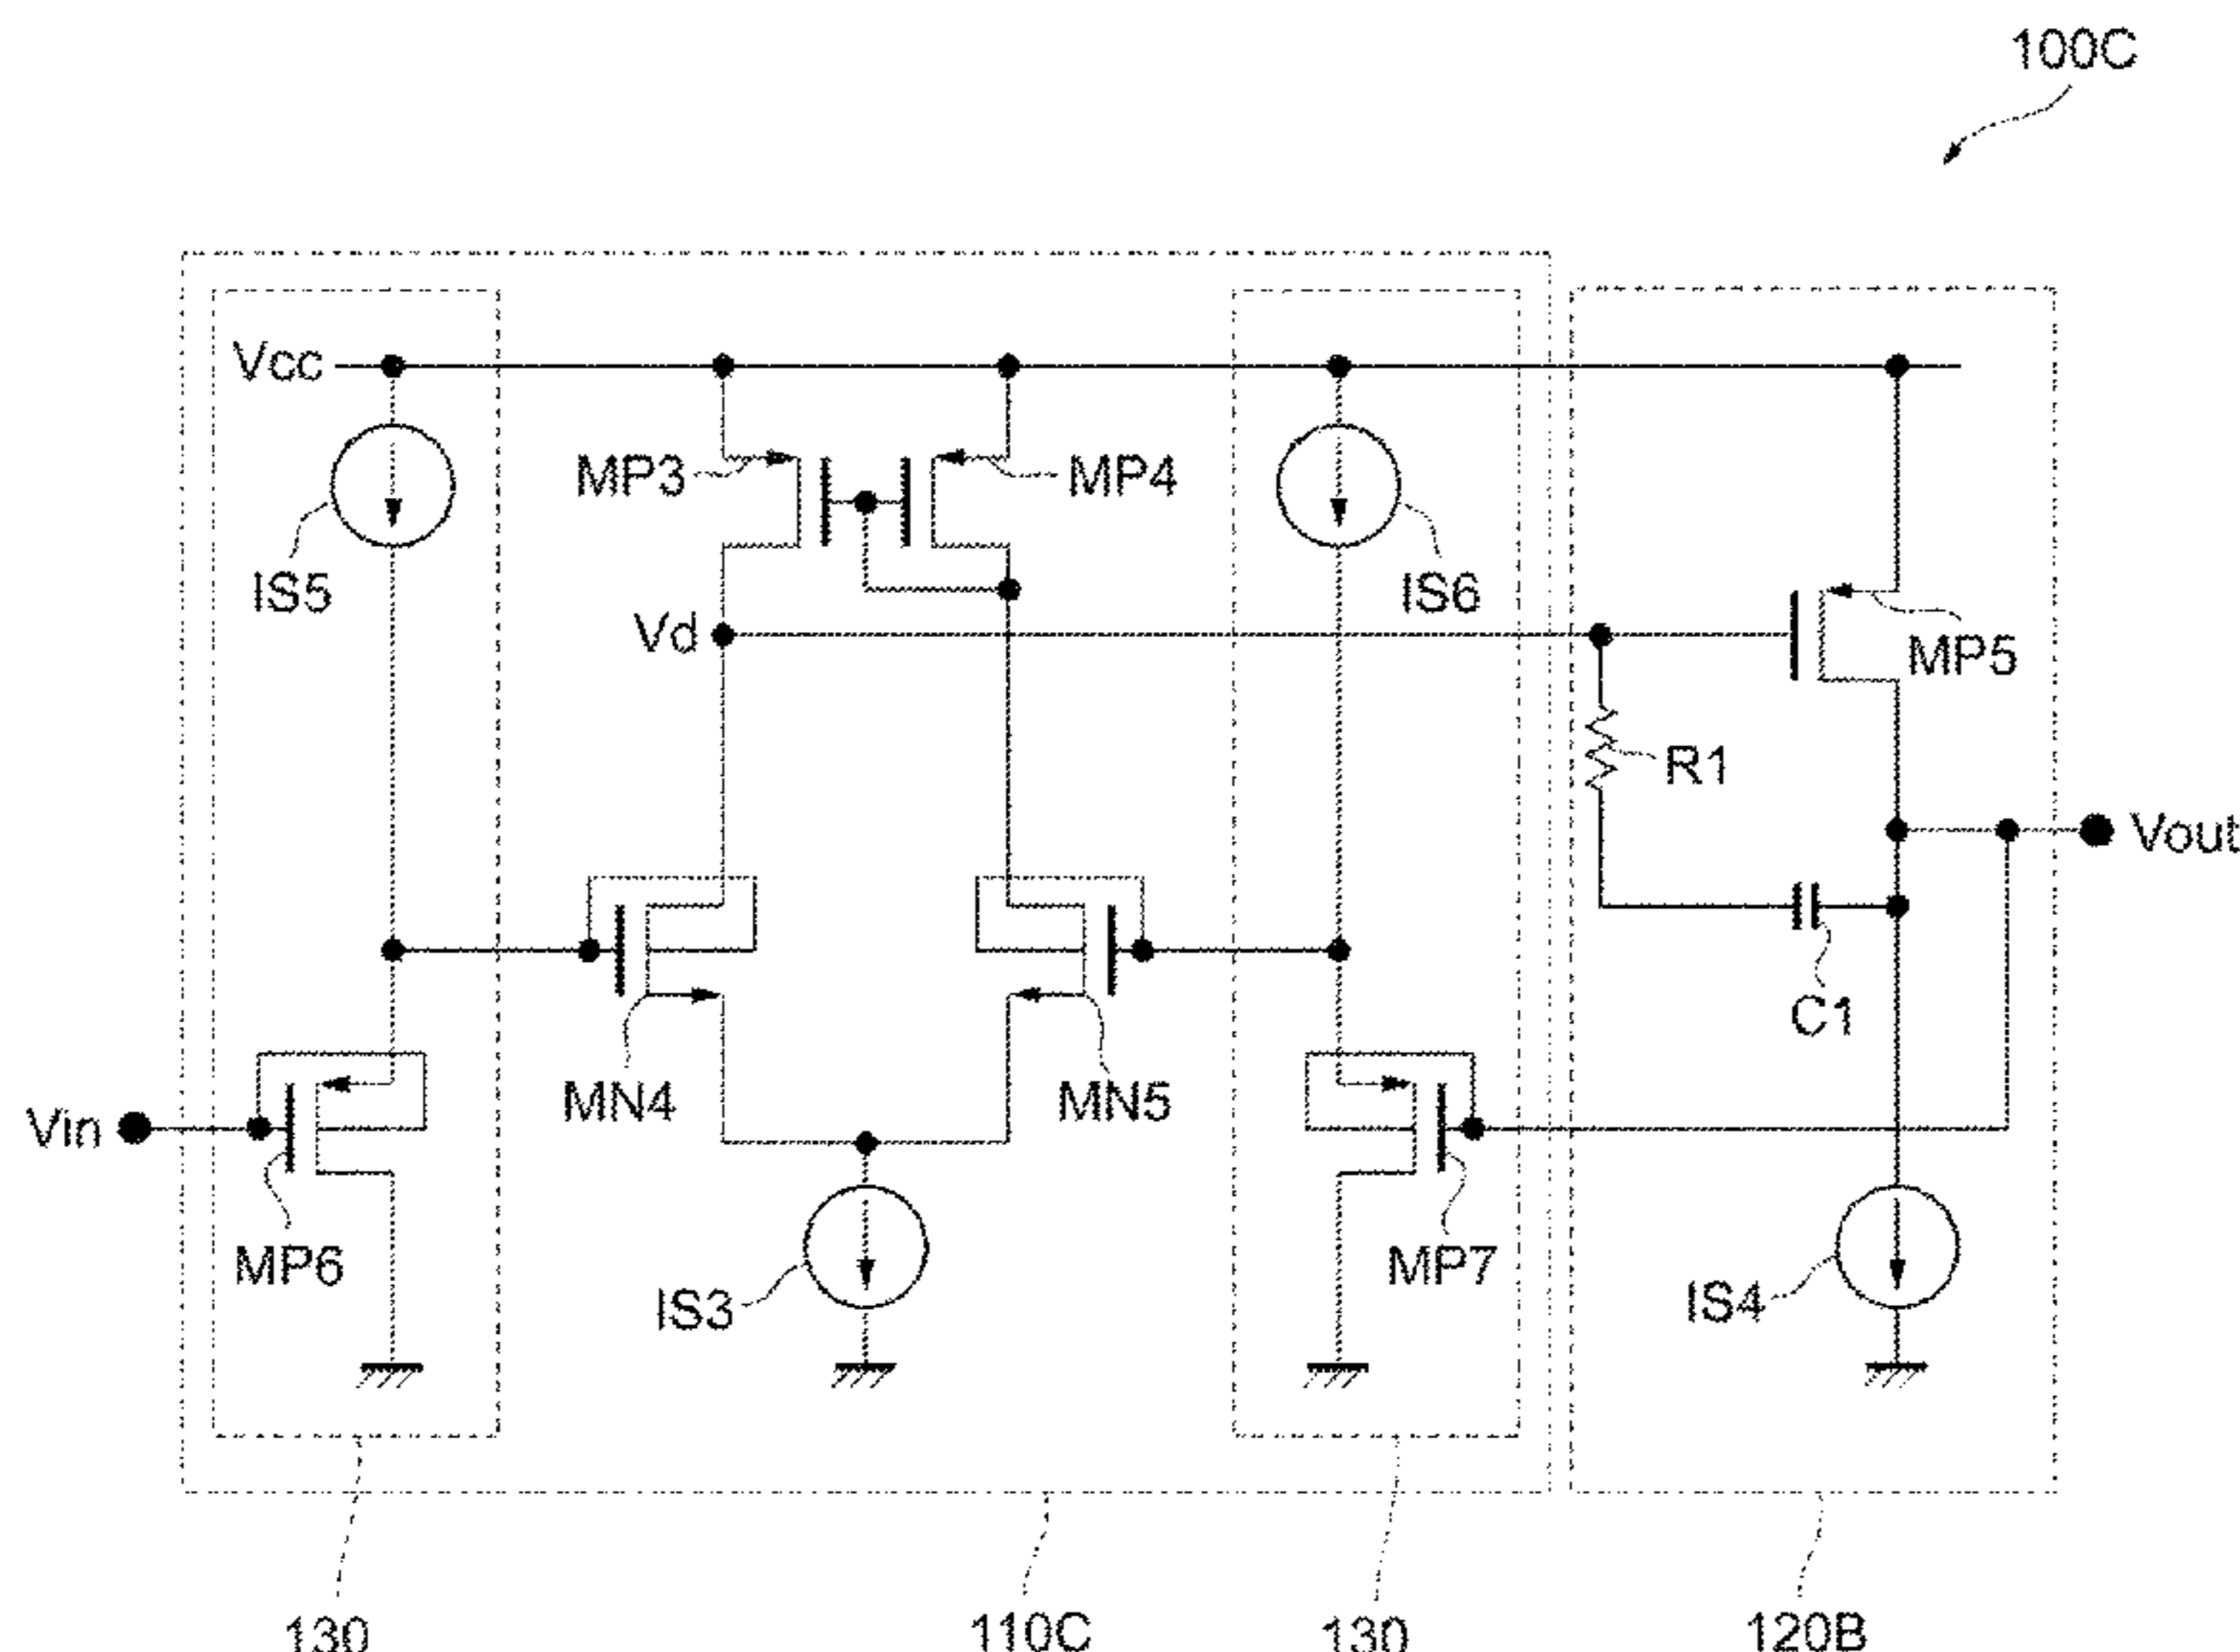 100C
Vcc
MP3
MP4
IS5
IS6
Vd
MP5
R1
Vout
C1
MN4
MN5
Vin
MP6
MP7
IS3
IS4
130
110C
130
120B